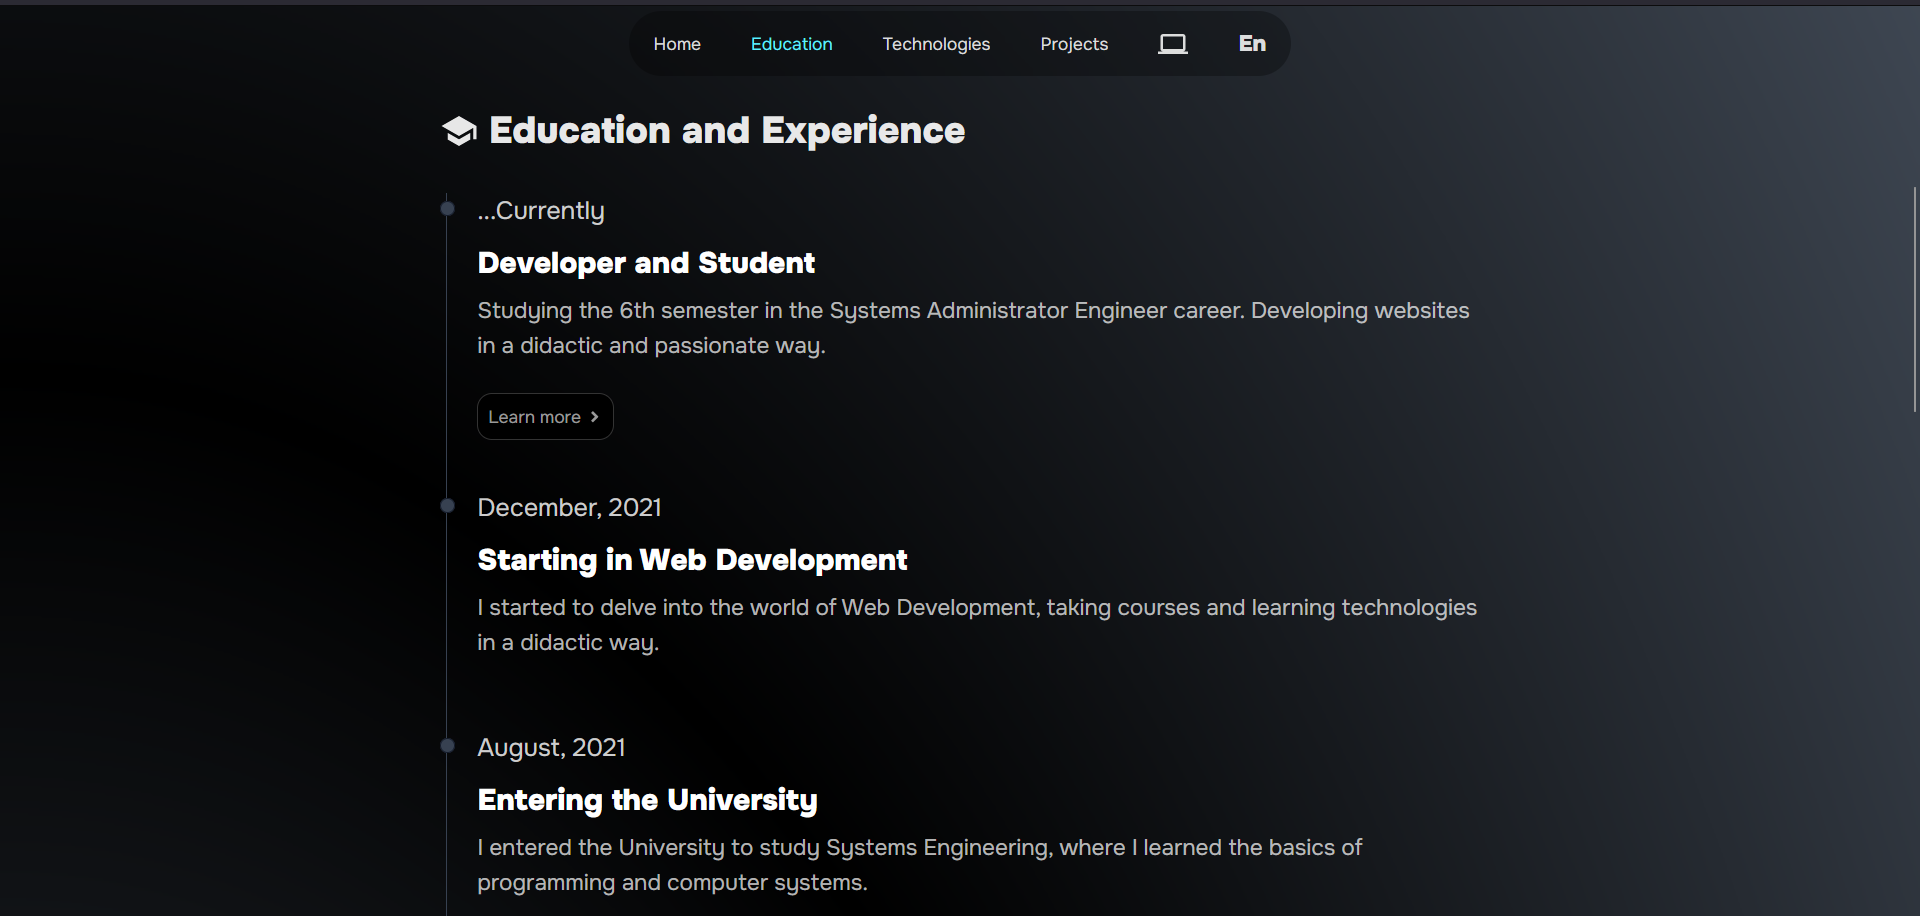 Home Education Technologies Projects En
Education and Experience
...Currently
Developer and Student
Studying the 6th semester in the Systems Administrator Engineer career. Developing websites
in a didactic and passionate way.
Learn more
December, 2021
Starting in Web Development
I started to delve into the world of Web Development, taking courses and learning technologies
in a didactic way.
August, 2021
Entering the University
I entered the University to study Systems Engineering, where I learned the basics of
programming and computer systems.